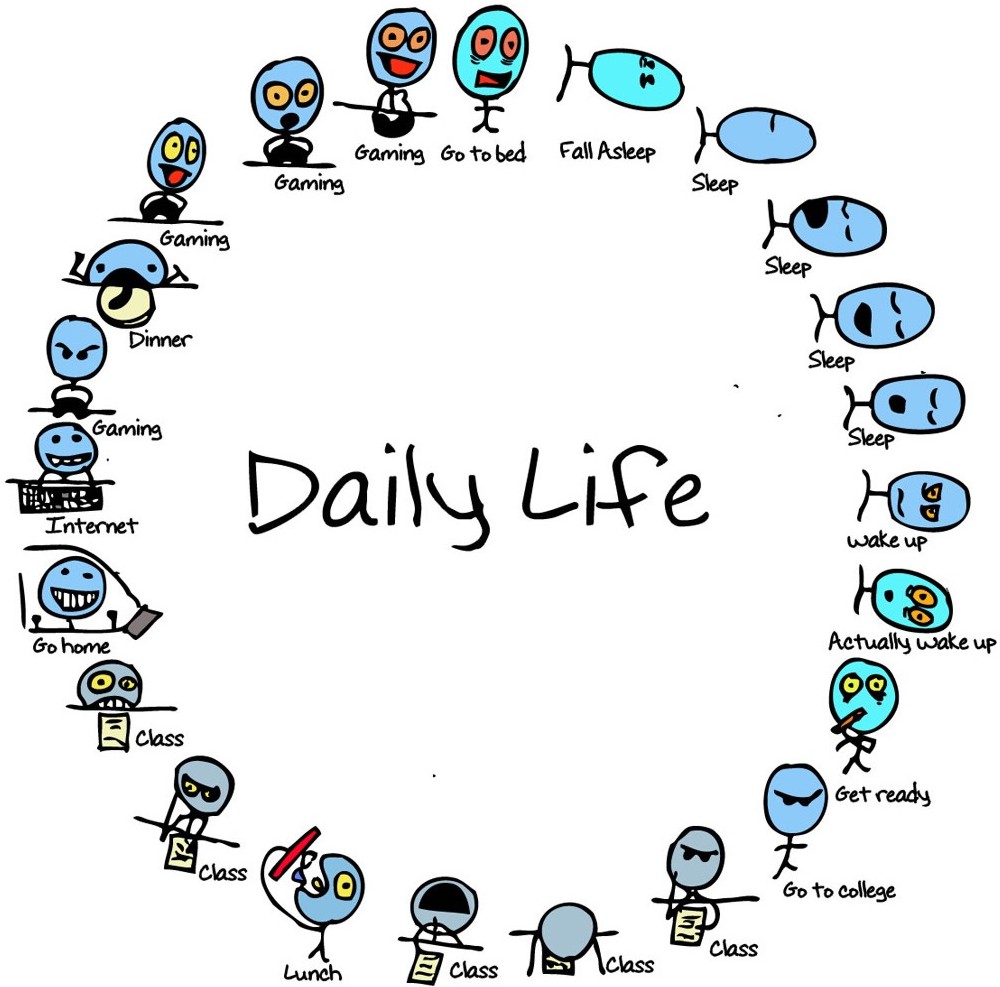 Daily Life
Go to bed
Fall Asleep
Sleep
Sleep
Sleep
Sleep
wake up
Actually wake up
Get ready
Go to college
Class
Class
Class
Lunch
Class
Class
Go home
Internet
Gaming
Dinner
Gaming
Gaming
Gaming